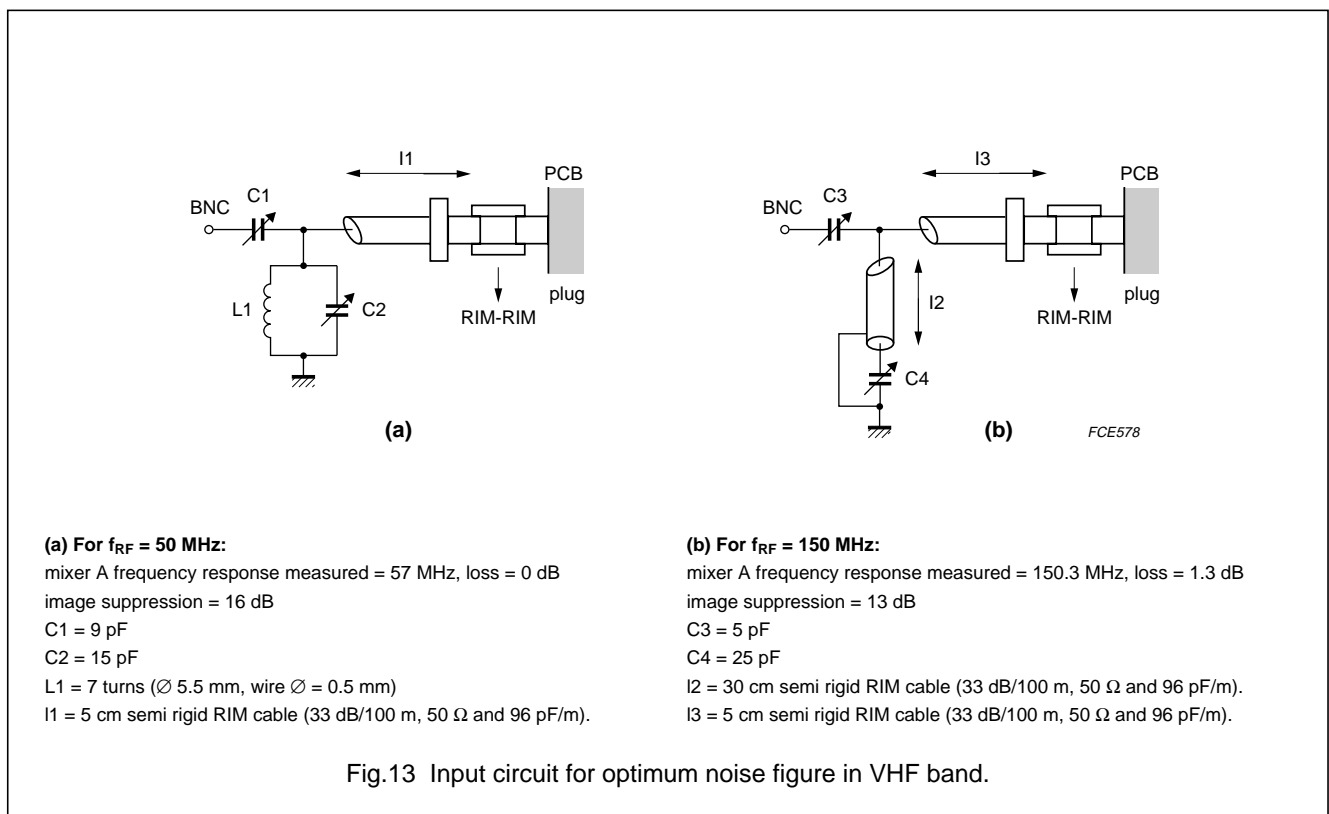 BNC
C1
l1
PCB
L1
C2
RIM-RIM
plug
(a)
BNC
C3
l3
PCB
l2
C4
RIM-RIM
plug
(b)
FCE578
(a) For fRF = 50 MHz:
mixer A frequency response measured = 57 MHz, loss = 0 dB
image suppression = 16 dB
C1 = 9 pF
C2 = 15 pF
L1 = 7 turns (∅ 5.5 mm, wire ∅ = 0.5 mm)
l1 = 5 cm semi rigid RIM cable (33 dB/100 m, 50 Ω and 96 pF/m).
(b) For fRF = 150 MHz:
mixer A frequency response measured = 150.3 MHz, loss = 1.3 dB
image suppression = 13 dB
C3 = 5 pF
C4 = 25 pF
l2 = 30 cm semi rigid RIM cable (33 dB/100 m, 50 Ω and 96 pF/m).
l3 = 5 cm semi rigid RIM cable (33 dB/100 m, 50 Ω and 96 pF/m).
Fig.13 Input circuit for optimum noise figure in VHF band.